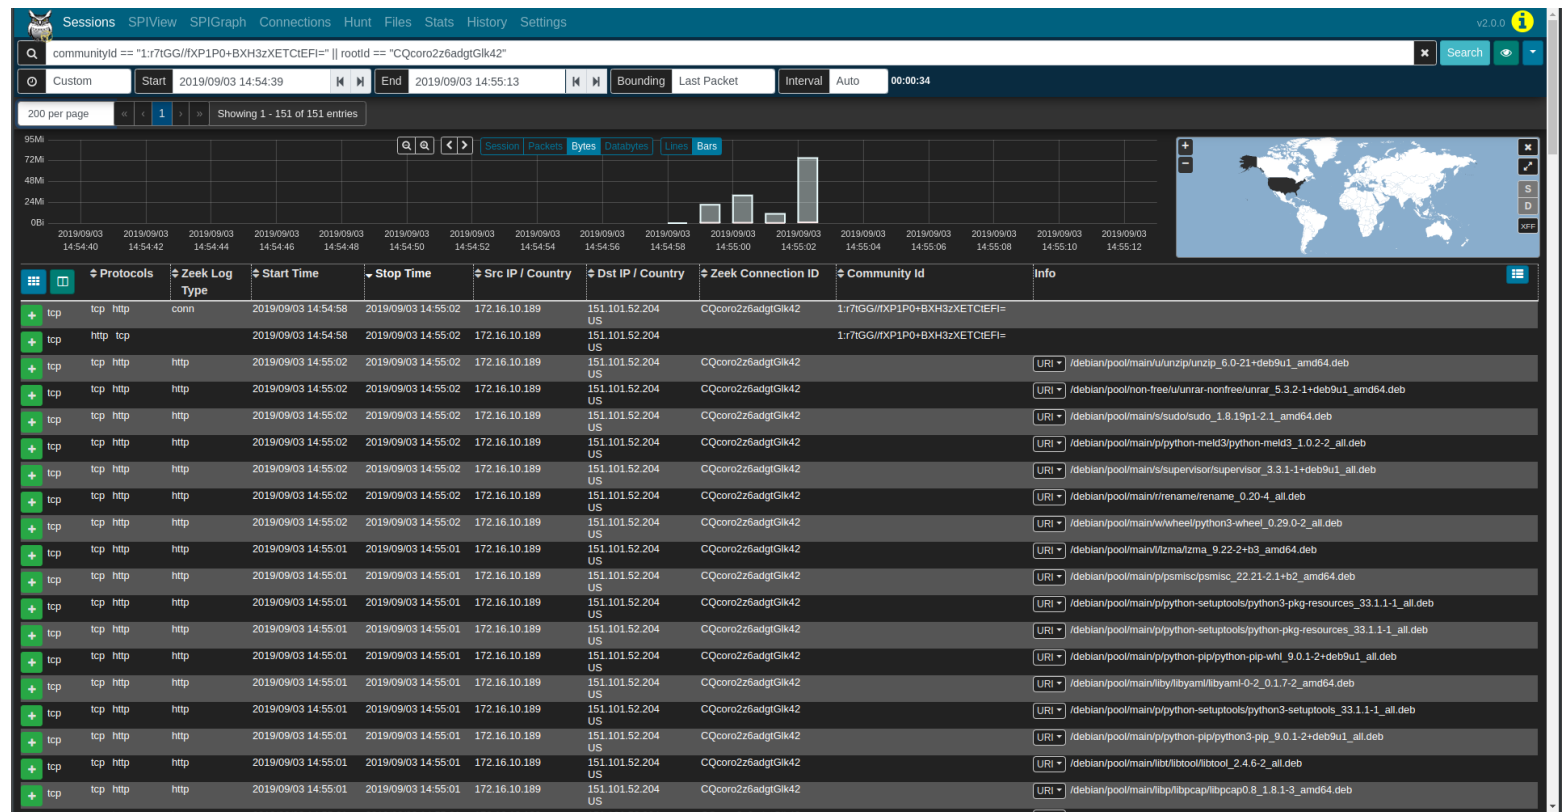 Sessions SPIView SPIGraph Connections Hunt Files Stats History Settings v2.0.0 i
communityId == "1:r7tGG//fXP1P0+BXH3zXETCtEFI=" || rootId == "CQcoro2z6adgtGlk42" Search
Custom Start 2019/09/03 14:54:39 End 2019/09/03 14:55:13 Bounding Last Packet Interval Auto 00:00:34
200 per page « ‹ 1 › » Showing 1 - 151 of 151 entries
Session Packets Bytes Databytes Lines Bars
95Mi
72Mi
48Mi
24Mi
0Bi
2019/09/03 2019/09/03 2019/09/03 2019/09/03 2019/09/03 2019/09/03 2019/09/03 2019/09/03 2019/09/03 2019/09/03 2019/09/03 2019/09/03 2019/09/03 2019/09/03 2019/09/03 2019/09/03 2019/09/03
14:54:40 14:54:42 14:54:44 14:54:46 14:54:48 14:54:50 14:54:52 14:54:54 14:54:56 14:54:58 14:55:00 14:55:02 14:55:04 14:55:06 14:55:08 14:55:10 14:55:12
+
−
S
D
XFF
Protocols Zeek Log Start Time Stop Time Src IP / Country Dst IP / Country Zeek Connection ID Community Id Info
Type
tcp tcp http conn 2019/09/03 14:54:58 2019/09/03 14:55:02 172.16.10.189 151.101.52.204 CQcoro2z6adgtGlk42 1:r7tGG//fXP1P0+BXH3zXETCtEFI=
US
tcp http tcp 2019/09/03 14:54:58 2019/09/03 14:55:02 172.16.10.189 151.101.52.204 1:r7tGG//fXP1P0+BXH3zXETCtEFI=
US
tcp tcp http http 2019/09/03 14:55:02 2019/09/03 14:55:02 172.16.10.189 151.101.52.204 CQcoro2z6adgtGlk42 URI /debian/pool/main/u/unzip/unzip_6.0-21+deb9u1_amd64.deb
US
tcp tcp http http 2019/09/03 14:55:02 2019/09/03 14:55:02 172.16.10.189 151.101.52.204 CQcoro2z6adgtGlk42 URI /debian/pool/non-free/u/unrar-nonfree/unrar_5.3.2-1+deb9u1_amd64.deb
US
tcp tcp http http 2019/09/03 14:55:02 2019/09/03 14:55:02 172.16.10.189 151.101.52.204 CQcoro2z6adgtGlk42 URI /debian/pool/main/s/sudo/sudo_1.8.19p1-2.1_amd64.deb
US
tcp tcp http http 2019/09/03 14:55:02 2019/09/03 14:55:02 172.16.10.189 151.101.52.204 CQcoro2z6adgtGlk42 URI /debian/pool/main/p/python-meld3/python-meld3_1.0.2-2_all.deb
US
tcp tcp http http 2019/09/03 14:55:02 2019/09/03 14:55:02 172.16.10.189 151.101.52.204 CQcoro2z6adgtGlk42 URI /debian/pool/main/s/supervisor/supervisor_3.3.1-1+deb9u1_all.deb
US
tcp tcp http http 2019/09/03 14:55:02 2019/09/03 14:55:02 172.16.10.189 151.101.52.204 CQcoro2z6adgtGlk42 URI /debian/pool/main/r/rename/rename_0.20-4_all.deb
US
tcp tcp http http 2019/09/03 14:55:02 2019/09/03 14:55:02 172.16.10.189 151.101.52.204 CQcoro2z6adgtGlk42 URI /debian/pool/main/w/wheel/python3-wheel_0.29.0-2_all.deb
US
tcp tcp http http 2019/09/03 14:55:01 2019/09/03 14:55:01 172.16.10.189 151.101.52.204 CQcoro2z6adgtGlk42 URI /debian/pool/main/l/lzma/lzma_9.22-2+b3_amd64.deb
US
tcp tcp http http 2019/09/03 14:55:01 2019/09/03 14:55:01 172.16.10.189 151.101.52.204 CQcoro2z6adgtGlk42 URI /debian/pool/main/p/psmisc/psmisc_22.21-2.1+b2_amd64.deb
US
tcp tcp http http 2019/09/03 14:55:01 2019/09/03 14:55:01 172.16.10.189 151.101.52.204 CQcoro2z6adgtGlk42 URI /debian/pool/main/p/python-setuptools/python3-pkg-resources_33.1.1-1_all.deb
US
tcp tcp http http 2019/09/03 14:55:01 2019/09/03 14:55:01 172.16.10.189 151.101.52.204 CQcoro2z6adgtGlk42 URI /debian/pool/main/p/python-setuptools/python-pkg-resources_33.1.1-1_all.deb
US
tcp tcp http http 2019/09/03 14:55:01 2019/09/03 14:55:01 172.16.10.189 151.101.52.204 CQcoro2z6adgtGlk42 URI /debian/pool/main/p/python-pip/python-pip-whl_9.0.1-2+deb9u1_all.deb
US
tcp tcp http http 2019/09/03 14:55:01 2019/09/03 14:55:01 172.16.10.189 151.101.52.204 CQcoro2z6adgtGlk42 URI /debian/pool/main/liby/libyaml/libyaml-0-2_0.1.7-2_amd64.deb
US
tcp tcp http http 2019/09/03 14:55:01 2019/09/03 14:55:01 172.16.10.189 151.101.52.204 CQcoro2z6adgtGlk42 URI /debian/pool/main/p/python-setuptools/python3-setuptools_33.1.1-1_all.deb
US
tcp tcp http http 2019/09/03 14:55:01 2019/09/03 14:55:01 172.16.10.189 151.101.52.204 CQcoro2z6adgtGlk42 URI /debian/pool/main/p/python-pip/python3-pip_9.0.1-2+deb9u1_all.deb
US
tcp tcp http http 2019/09/03 14:55:01 2019/09/03 14:55:01 172.16.10.189 151.101.52.204 CQcoro2z6adgtGlk42 URI /debian/pool/main/libt/libtool/libtool_2.4.6-2_all.deb
US
tcp tcp http http 2019/09/03 14:55:01 2019/09/03 14:55:01 172.16.10.189 151.101.52.204 CQcoro2z6adgtGlk42 URI /debian/pool/main/libp/libpcap/libpcap0.8_1.8.1-3_amd64.deb
US